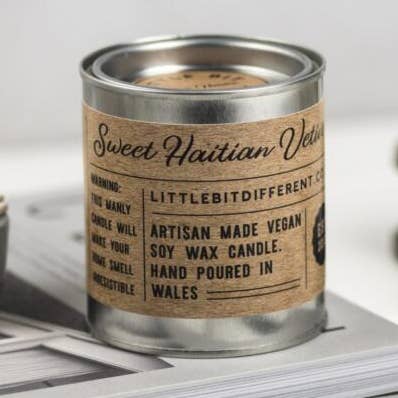 Sweet Haitian Vetiv
WARNING:
THIS MANLY
CANDLE WILL
MAKE YOUR
HOME SMELL
IRRESISTIBLE
LITTLEBITDIFFERENT.CO
ARTISAN MADE VEGAN
SOY WAX CANDLE.
HAND POURED IN
WALES